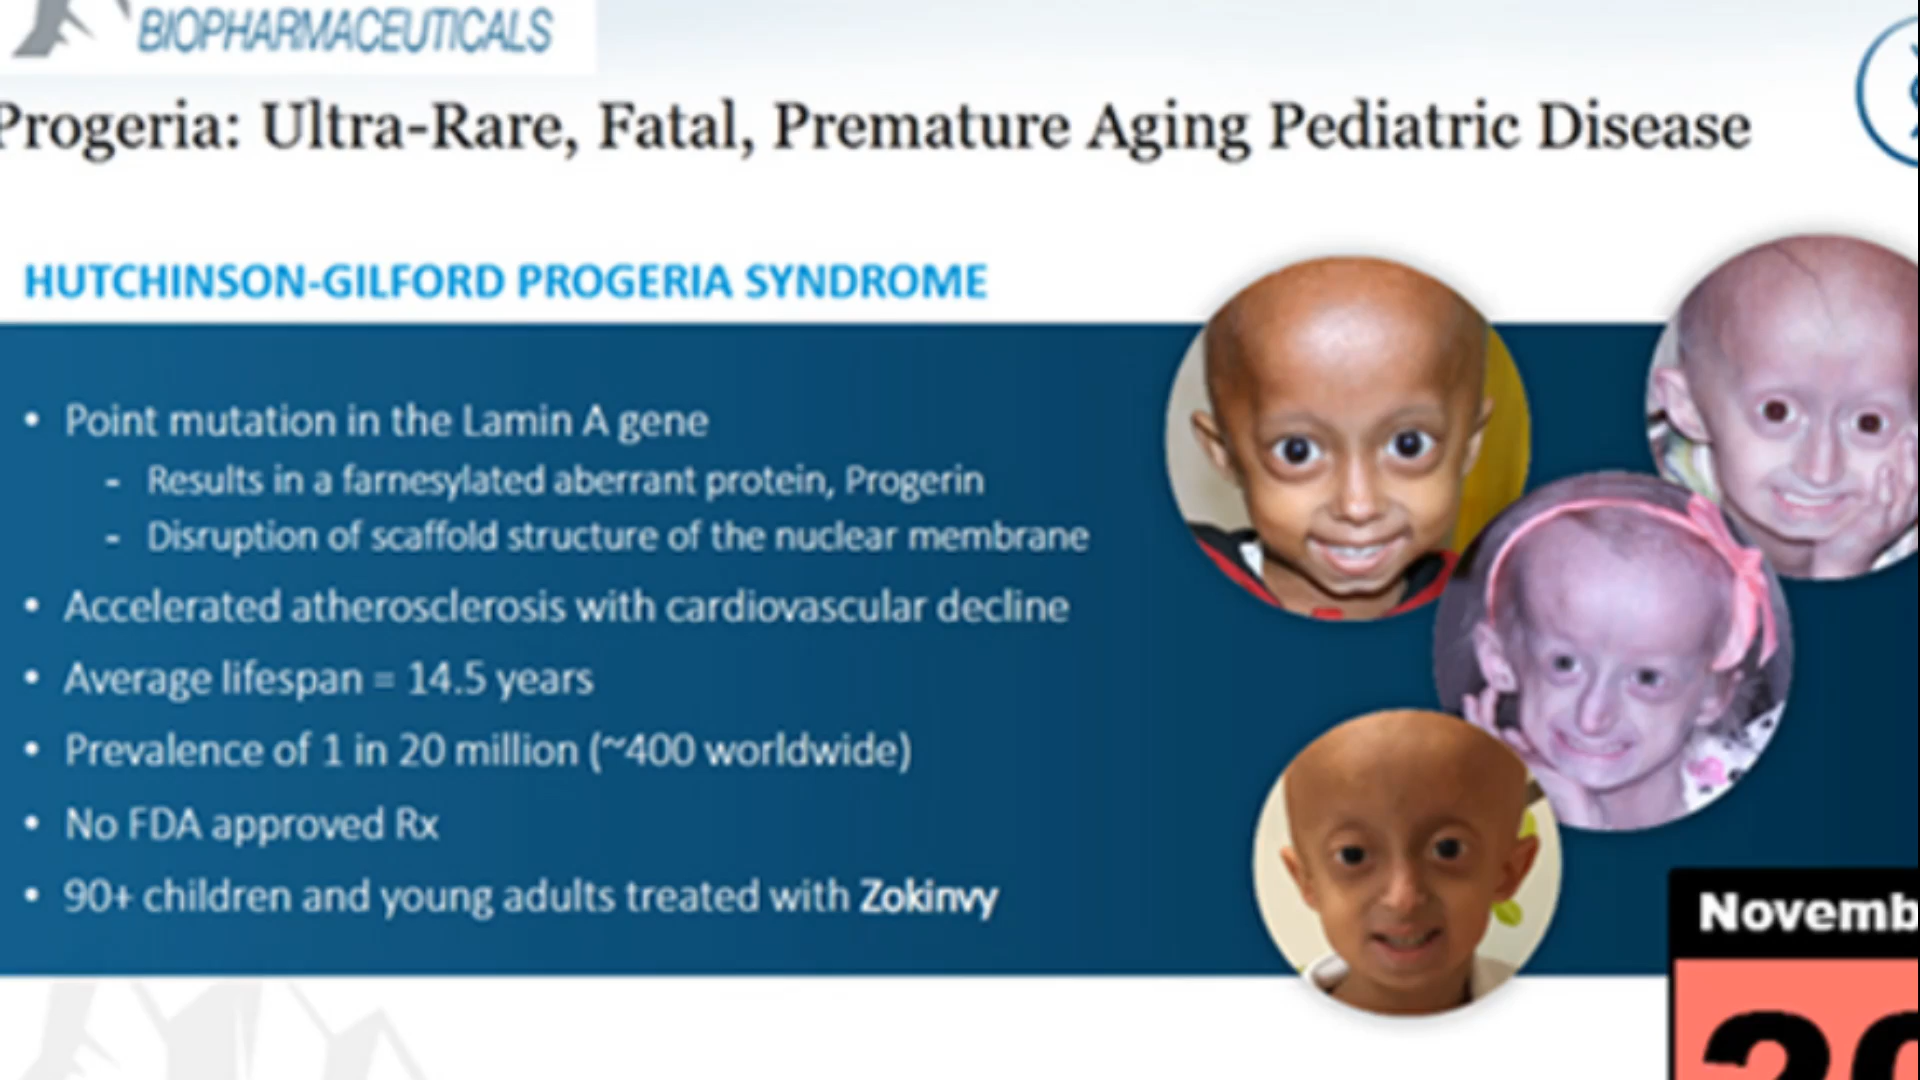 BIOPHARMACEUTICALS
Progeria: Ultra-Rare, Fatal, Premature Aging Pediatric Disease
HUTCHINSON-GILFORD PROGERIA SYNDROME
• Point mutation in the Lamin A gene
- Results in a farnesylated aberrant protein, Progerin
- Disruption of scaffold structure of the nuclear membrane
• Accelerated atherosclerosis with cardiovascular decline
• Average lifespan = 14.5 years
• Prevalence of 1 in 20 million (~400 worldwide)
• No FDA approved Rx
• 90+ children and young adults treated with Zokinvy
Novemb